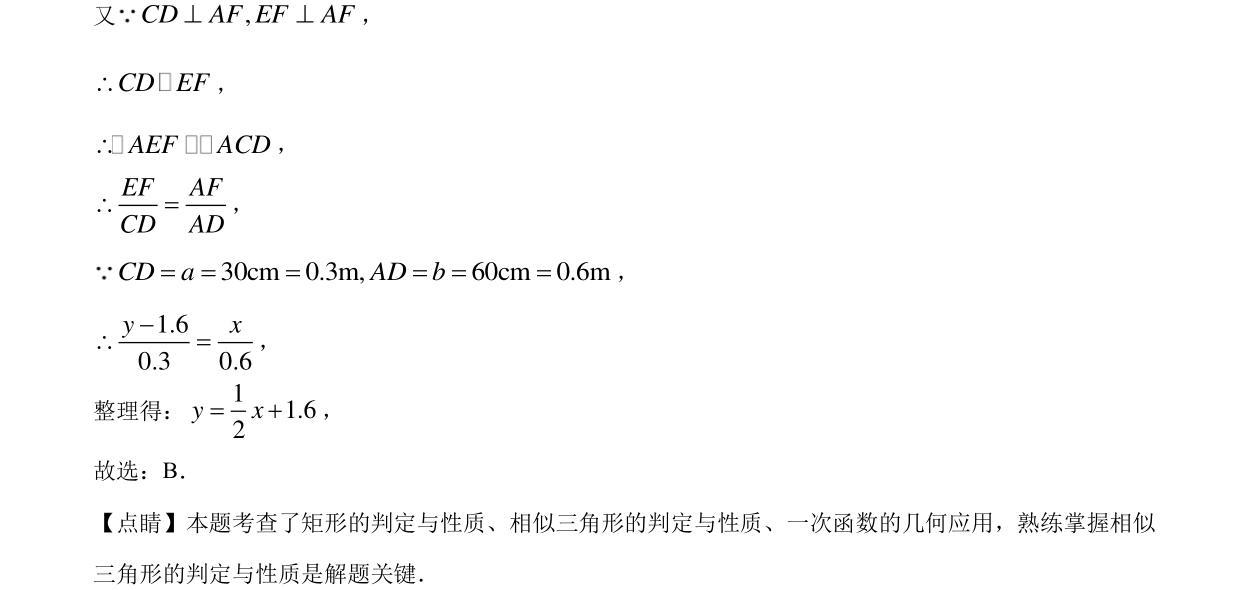 又∵CD⊥AF,EF⊥AF，
∴CD□EF，
∴□AEF □□ACD，
∴EF/CD=AF/AD，
∵CD=a=30cm=0.3m,AD=b=60cm=0.6m，
∴(y−1.6)/0.3=x/0.6，
整理得：y=1/2x+1.6，
故选：B．
【点睛】本题考查了矩形的判定与性质、相似三角形的判定与性质、一次函数的几何应用，熟练掌握相似
三角形的判定与性质是解题关键．